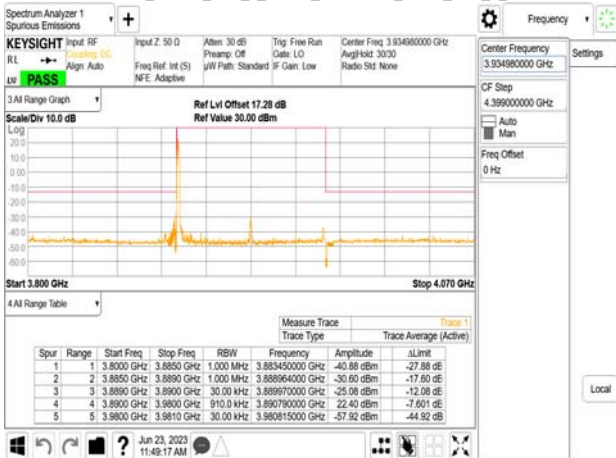 Spectrum Analyzer 1
Spurious Emissions
+
Frequency
KEYSIGHT Input: RF Input Z: 50 Ω Atten: 30 dB Trig: Free Run Center Freq: 3.934980000 GHz
RL Coupling: DC Preamp: Off Gate: LO Avg|Hold: 30/30
Align: Auto Freq Ref: Int (S) µW Path: Standard IF Gain: Low Radio Std: None
NFE: Adaptive
LV PASS
Center Frequency
3.934980000 GHz
Settings
CF Step
4.399000000 GHz
Auto
Man
Freq Offset
0 Hz
Local
3 All Range Graph
Ref Lvl Offset 17.28 dB
Scale/Div 10.0 dB Ref Value 30.00 dBm
Log
20.0
10.0
0.00
-10.0
-20.0
-30.0
-40.0
-50.0
-60.0
Start 3.800 GHz Stop 4.070 GHz
4 All Range Table
Measure Trace Trace 1
Trace Type Trace Average (Active)
Spur Range Start Freq Stop Freq RBW Frequency Amplitude ∆Limit
1 1 3.8000 GHz 3.8850 GHz 1.000 MHz 3.883450000 GHz -40.88 dBm -27.88 dB
2 2 3.8850 GHz 3.8890 GHz 1.000 MHz 3.888964000 GHz -30.60 dBm -17.60 dB
3 3 3.8890 GHz 3.8900 GHz 30.00 kHz 3.889970000 GHz -25.08 dBm -12.08 dB
4 4 3.8900 GHz 3.9800 GHz 910.0 kHz 3.890790000 GHz 22.40 dBm -7.601 dB
5 5 3.9800 GHz 3.9810 GHz 30.00 kHz 3.980815000 GHz -57.92 dBm -44.92 dB
?
Jun 23, 2023
11:49:17 AM